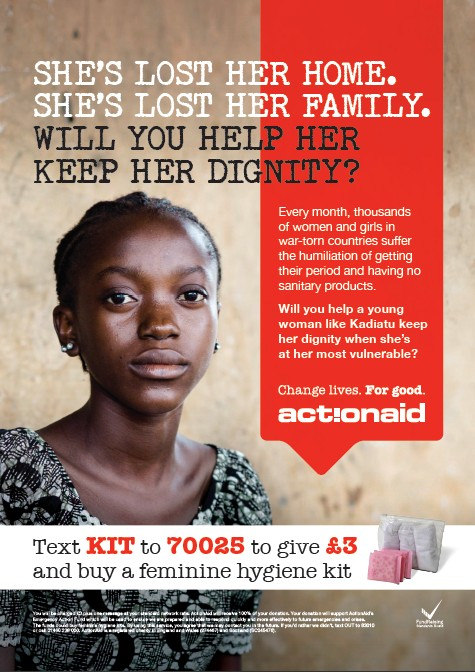 SHE'S LOST HER HOME.
SHE'S LOST HER FAMILY.
WILL YOU HELP HER
KEEP HER DIGNITY?
Every month, thousands
of women and girls in
war-torn countries suffer
the humiliation of getting
their period and having no
sanitary products.
Will you help a young
woman like Kadiatu keep
her dignity when she's
at her most vulnerable?
Change lives. For good.
act!onaid
Text KIT to 70025 to give £3
and buy a feminine hygiene kit
You will be charged £3 plus one message at your standard network rate. ActionAid will receive 100% of your donation. Your donation will support ActionAid's
Emergency Action Fund which will be used to ensure we are prepared and able to respond quickly and more effectively to future emergencies and crises.
The funds could buy feminine hygiene kits. By using this service, you agree that we may contact you in the future. If you'd rather we didn't, text OUT to
or call ActionAid is a registered charity in England and Wales (274467) and Scotland
FundRaising
Standards Board